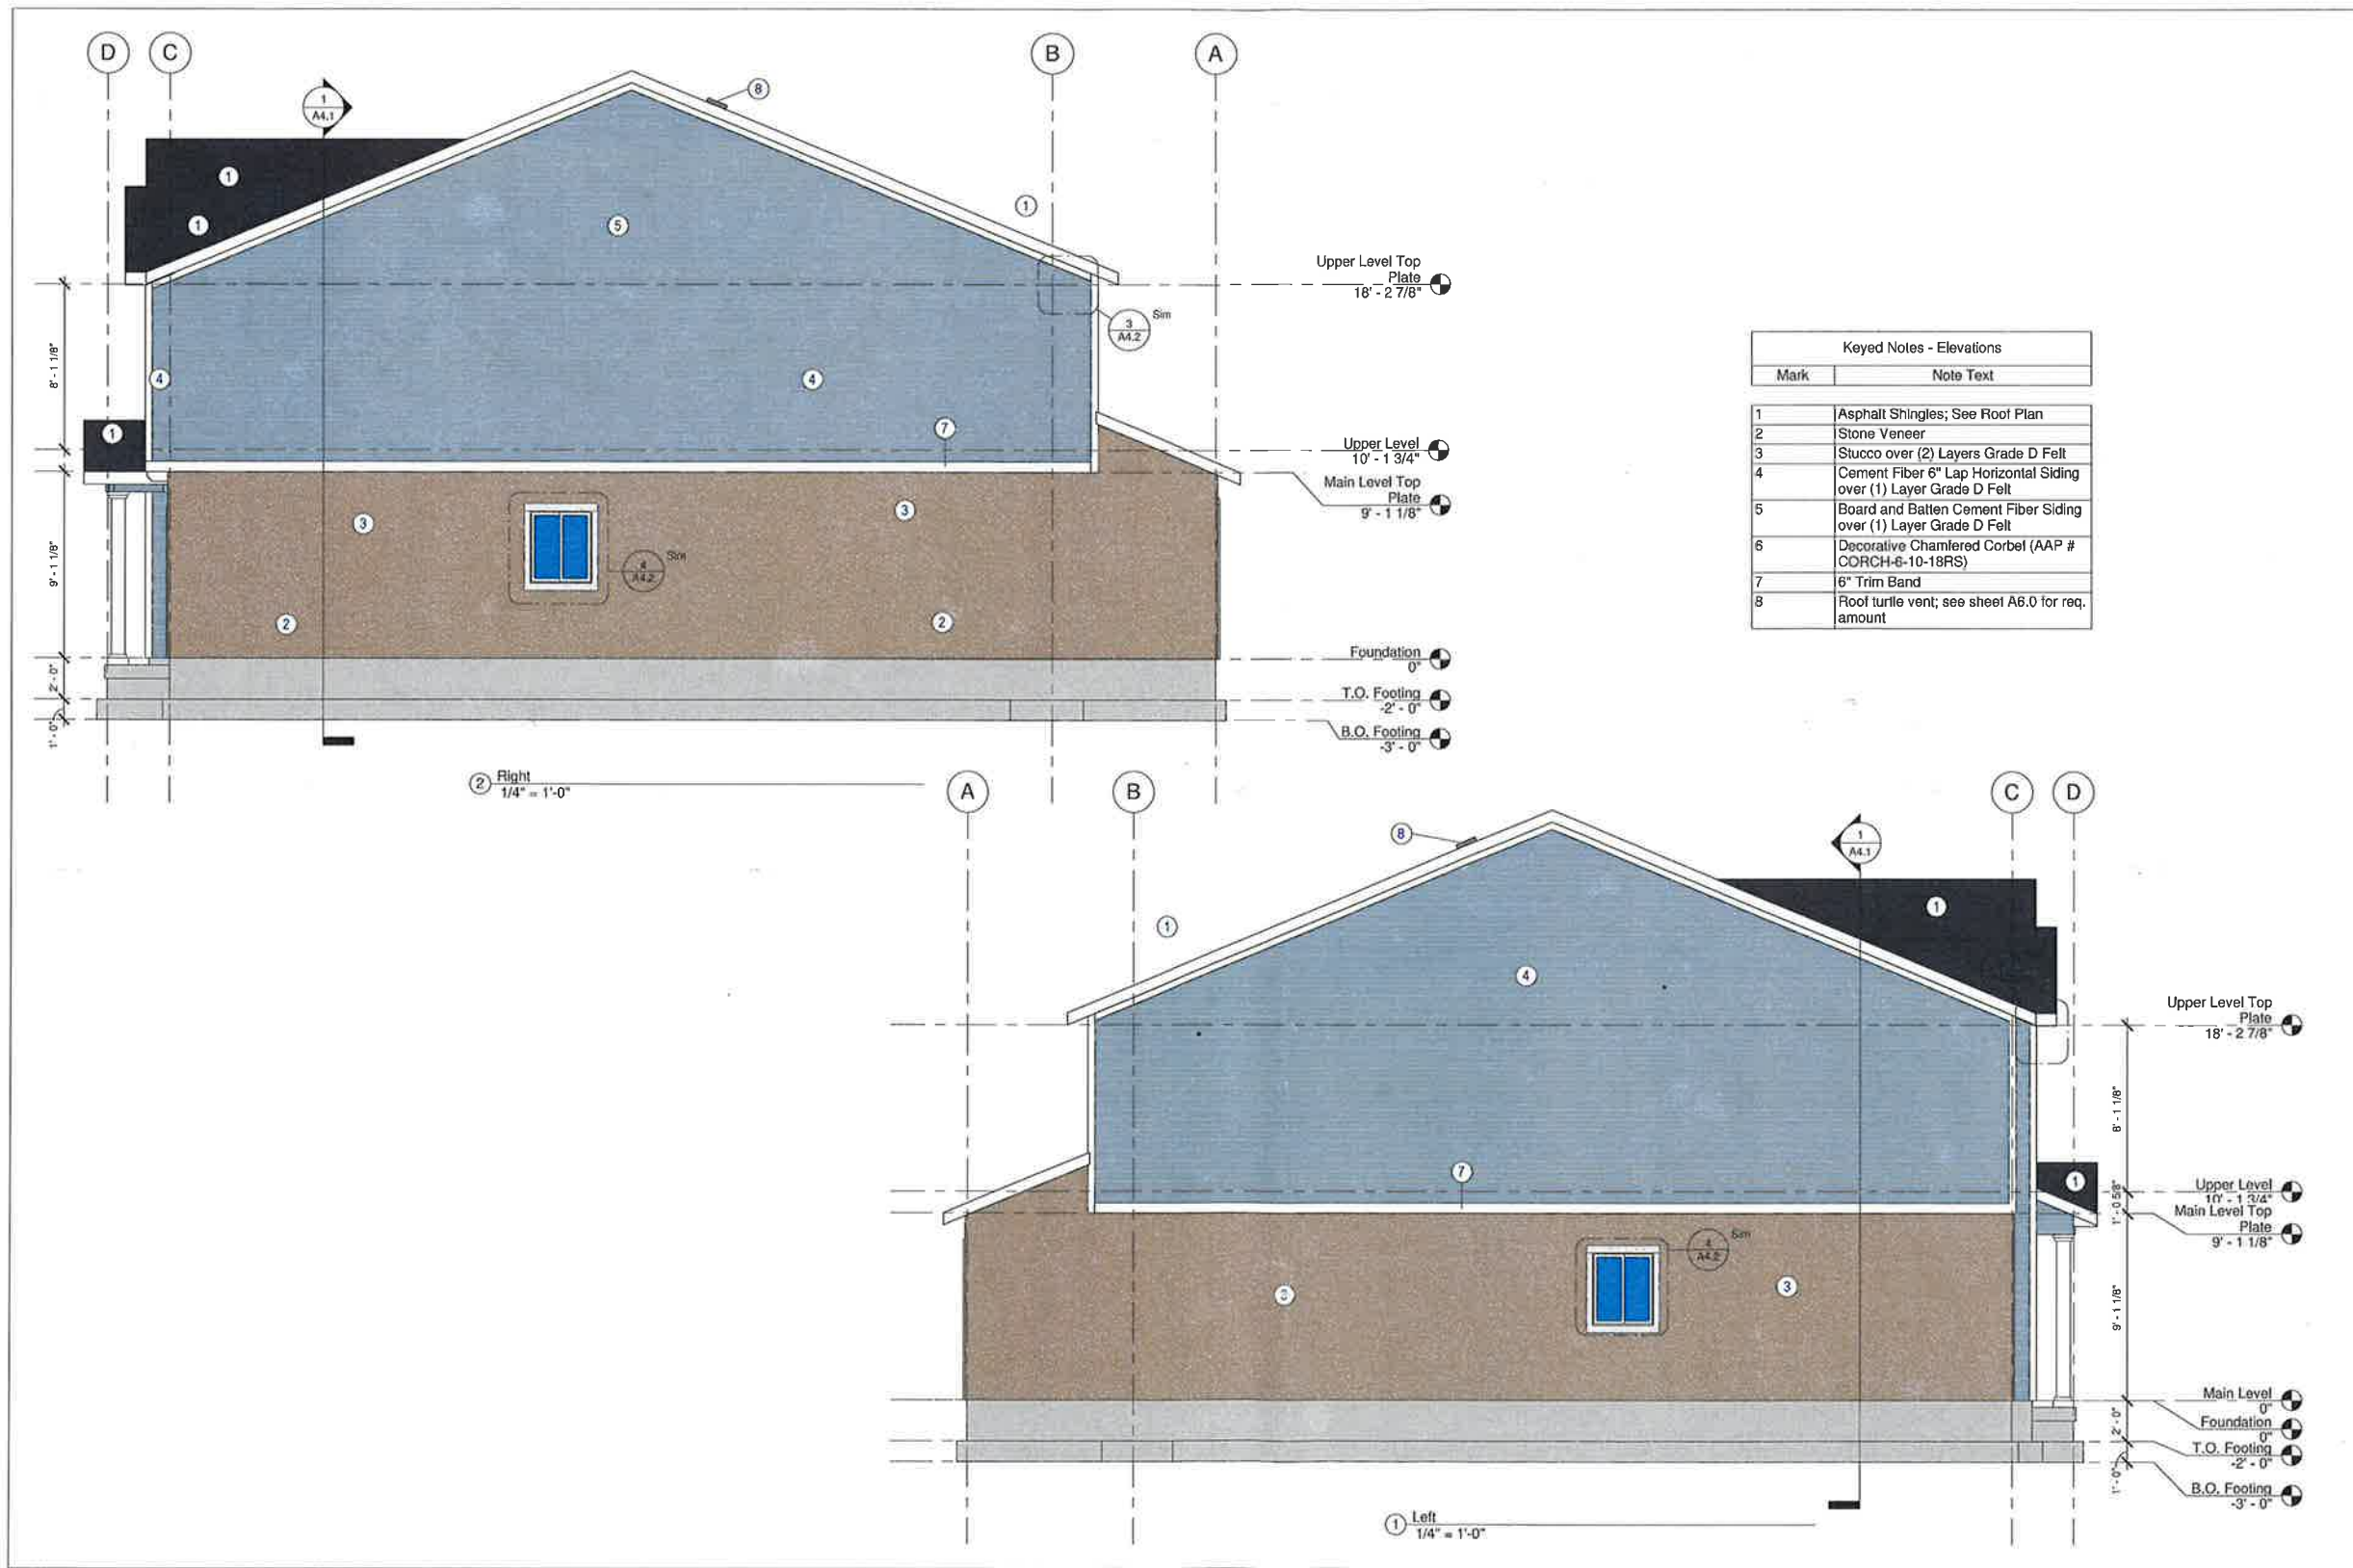 D
C
B
A
1
A4.1
8
1
1
5
1
Upper Level Top
Plate
18' - 2 7/8"
3
A4.2
Sim
8' - 1 1/8"
4
4
1
7
Upper Level
10' - 1 3/4"
Main Level Top
Plate
9' - 1 1/8"
3
3
4
A4.2
Sim
9' - 1 1/8"
2
2
Foundation
0"
2' - 0"
T.O. Footing
-2' - 0"
1' - 0"
B.O. Footing
-3' - 0"
2
Right
1/4" = 1'-0"
Keyed Notes - Elevations
Mark
Note Text
1
Asphalt Shingles; See Roof Plan
2
Stone Veneer
3
Stucco over (2) Layers Grade D Felt
4
Cement Fiber 6" Lap Horizontal Siding
over (1) Layer Grade D Felt
5
Board and Batten Cement Fiber Siding
over (1) Layer Grade D Felt
6
Decorative Chamfered Corbel (AAP #
CORCH-6-10-18RS)
7
6" Trim Band
8
Roof turtle vent; see sheet A6.0 for req.
amount
A
B
C
D
8
1
A4.1
1
1
4
Upper Level Top
Plate
18' - 2 7/8"
8' - 1 1/8"
7
1
Upper Level
10' - 1 3/4"
1' - 0 5/8"
Main Level Top
Plate
9' - 1 1/8"
4
A4.2
Sim
3
3
9' - 1 1/8"
Main Level
0"
Foundation
0"
2' - 0"
T.O. Footing
-2' - 0"
1' - 0"
B.O. Footing
-3' - 0"
1
Left
1/4" = 1'-0"